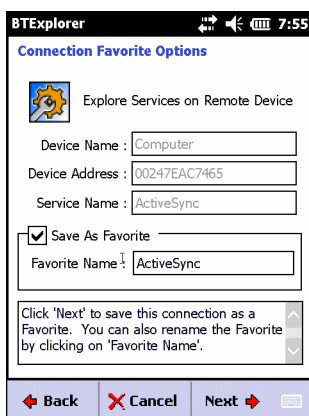 BTExplorer 7:55
Connection Favorite Options
Explore Services on Remote Device
Device Name : Computer
Device Address : 00247EAC7465
Service Name : ActiveSync
Save As Favorite
Favorite Name : ActiveSync
Click 'Next' to save this connection as a
Favorite. You can also rename the Favorite
by clicking on 'Favorite Name'.
Back Cancel Next